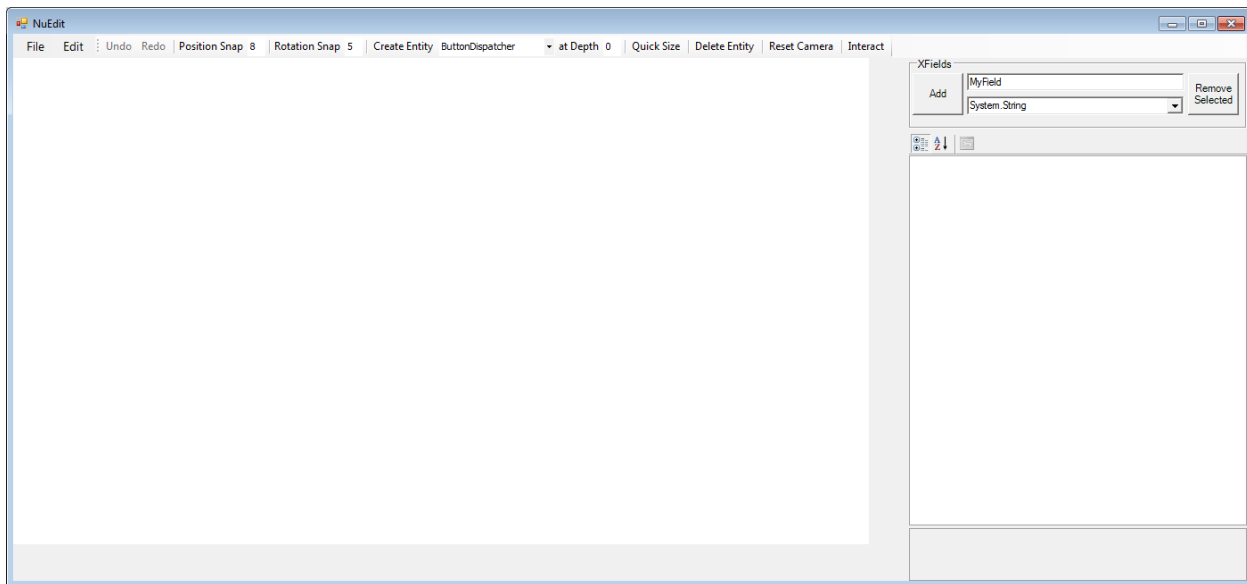 NuEdit
File Edit Undo Redo Position Snap 8 Rotation Snap 5 Create Entity ButtonDispatcher at Depth 0 Quick Size Delete Entity Reset Camera Interact
XFields
Add
MyField
System.String
Remove
Selected